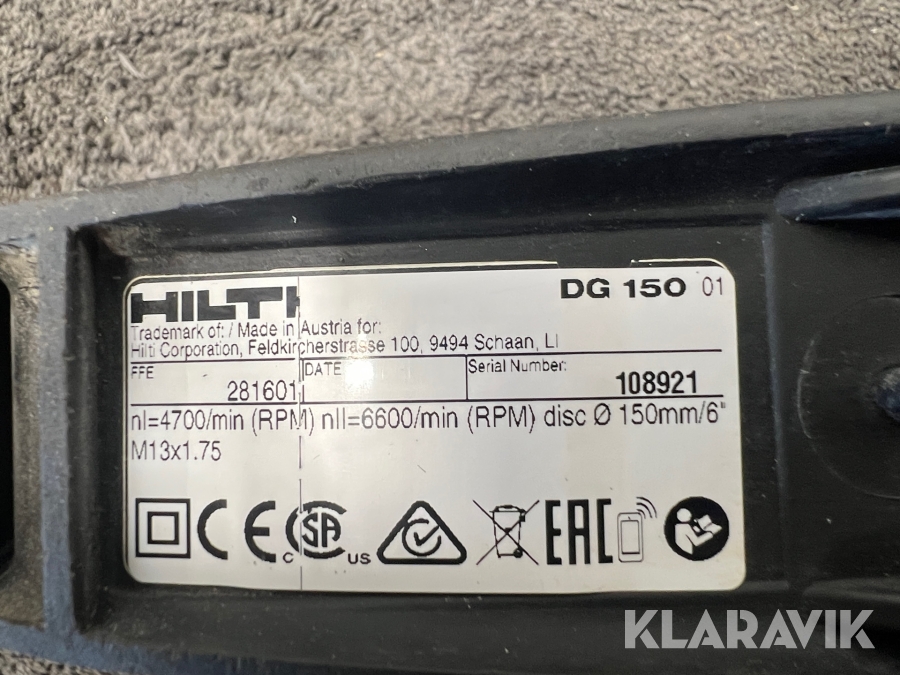 HILTI DG 150 01
Trademark of: / Made in Austria for:
Hilti Corporation, Feldkircherstrasse 100, 9494 Schaan, LI
FFE DATE Serial Number:
281601 108921
nI=4700/min (RPM) nII=6600/min (RPM) disc Ø 150mm/6"
M13x1.75
CE C SA US EAC
KLARAVIK